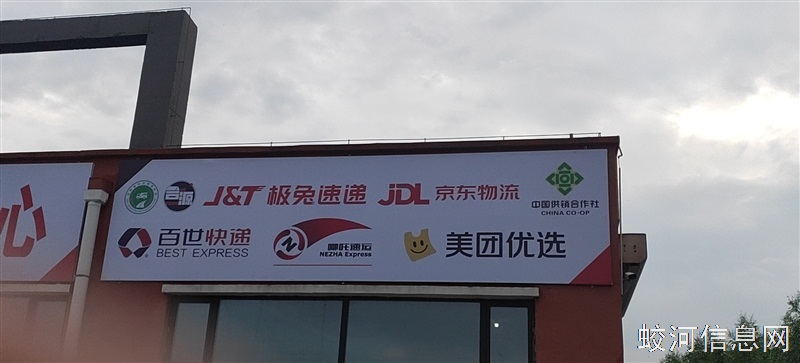 心
J&T 极兔速递
JDL 京东物流
中国供销合作社
CHINA CO-OP
百世快递
BEST EXPRESS
哪吒速运
NEZHA Express
美团优选
蛟河信息网